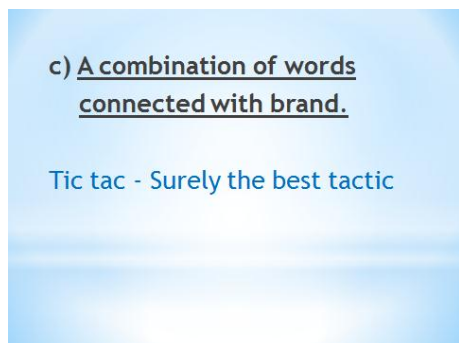 c) A combination of words
connected with brand.
Tic tac - Surely the best tactic